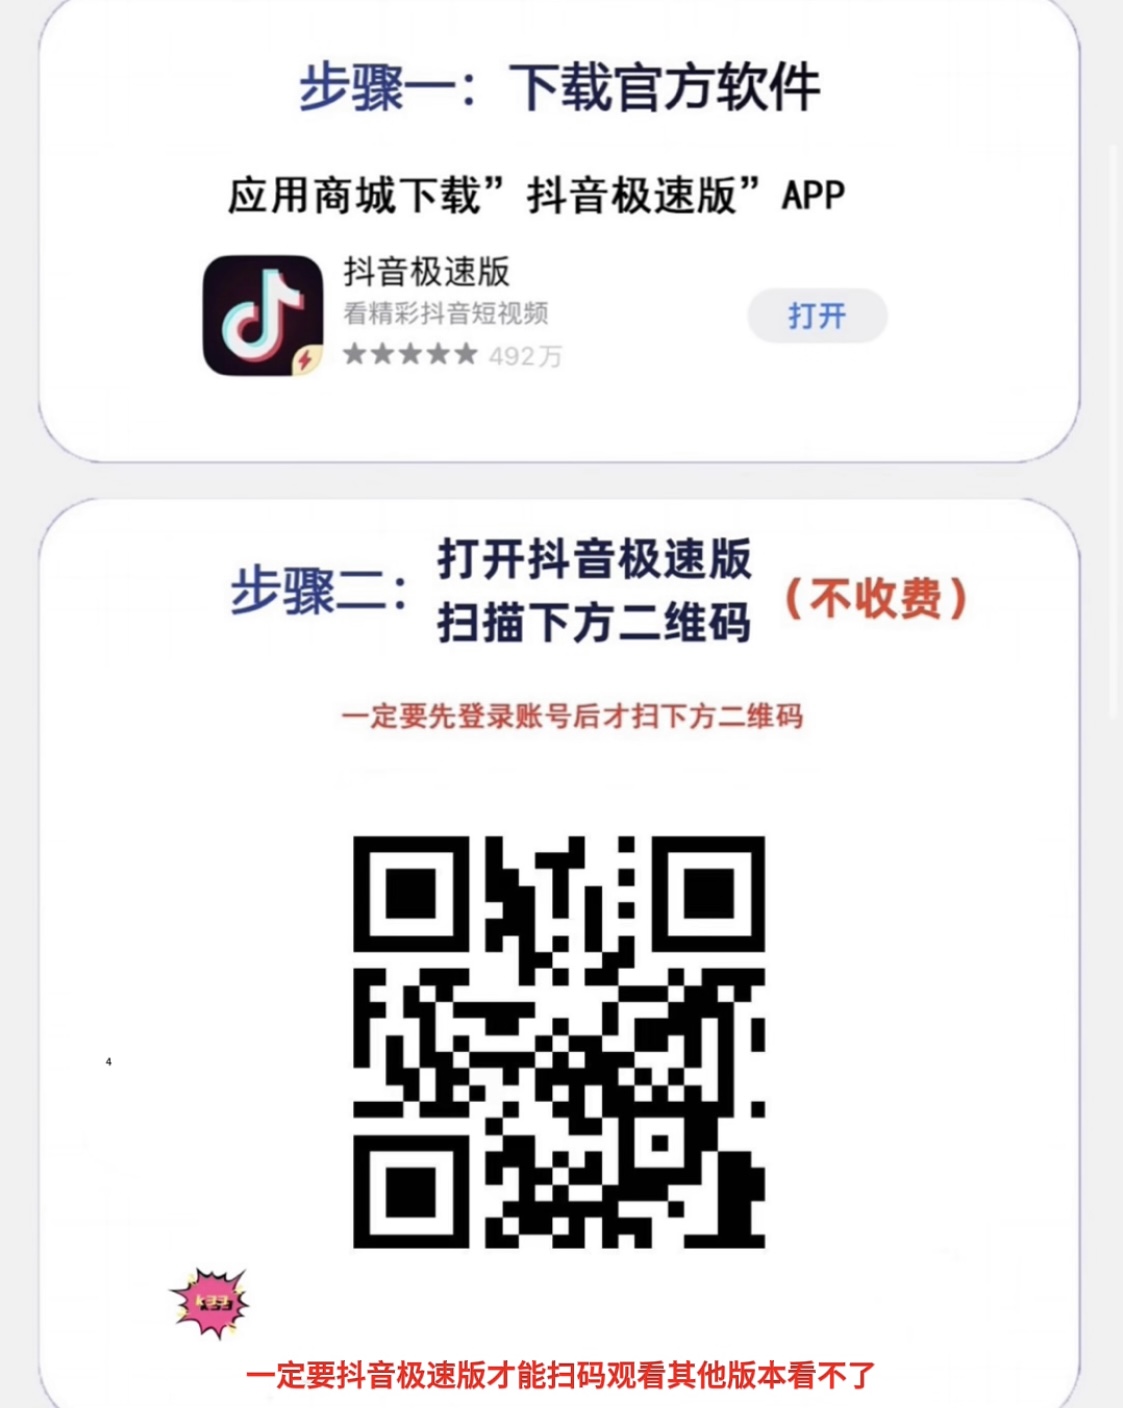 步骤一：下载官方软件
应用商城下载”抖音极速版”APP
抖音极速版
看精彩抖音短视频
★★★★★ 492万
打开
步骤二：打开抖音极速版
扫描下方二维码
（不收费）
一定要先登录账号后才扫下方二维码
4
k33
一定要抖音极速版才能扫码观看其他版本看不了